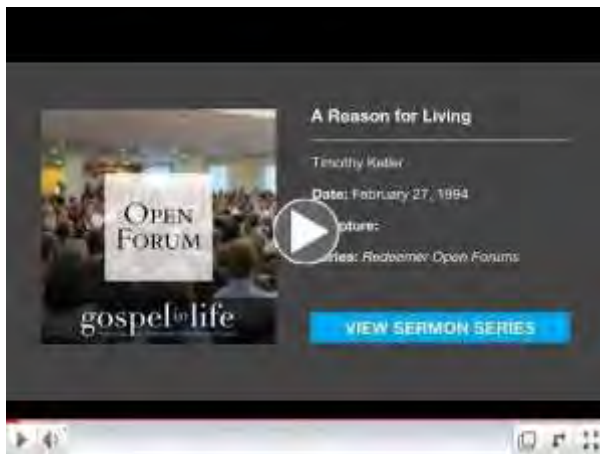 OPEN
FORUM
gospel in life
A Reason for Living
Timothy Keller
Date: February 27, 1994
Series: Redeemer Open Forums
VIEW SERMON SERIES